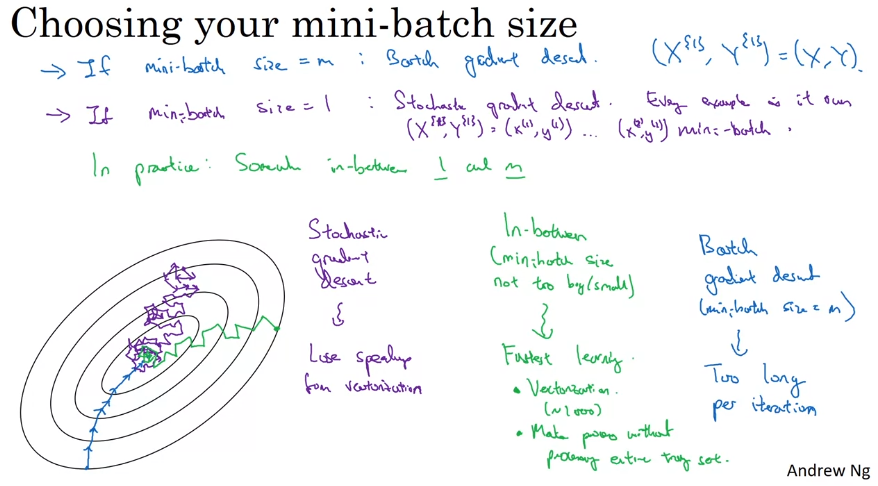 Choosing your mini-batch size
→ If mini-batch size = m : Batch gradient descent. (X^{1}, Y^{1}) = (X, Y).
→ If mini-batch size = 1 : Stochastic gradient descent. Every example is it own
(X^{1}, Y^{1}) = (x^(1), y^(1)) ... (x^(2), y^(2)) mini-batch.
In practice: Somewhere in-between 1 and m
Stochastic
gradient
descent
Lose speedup
from vectorization
In-between
(mini-batch size
not too big/small)
Fastest learning.
• Vectorization.
(~1000)
• Make progress without
processing entire training set.
Batch
gradient descent
(mini-batch size = m)
Too long
per iteration
Andrew Ng